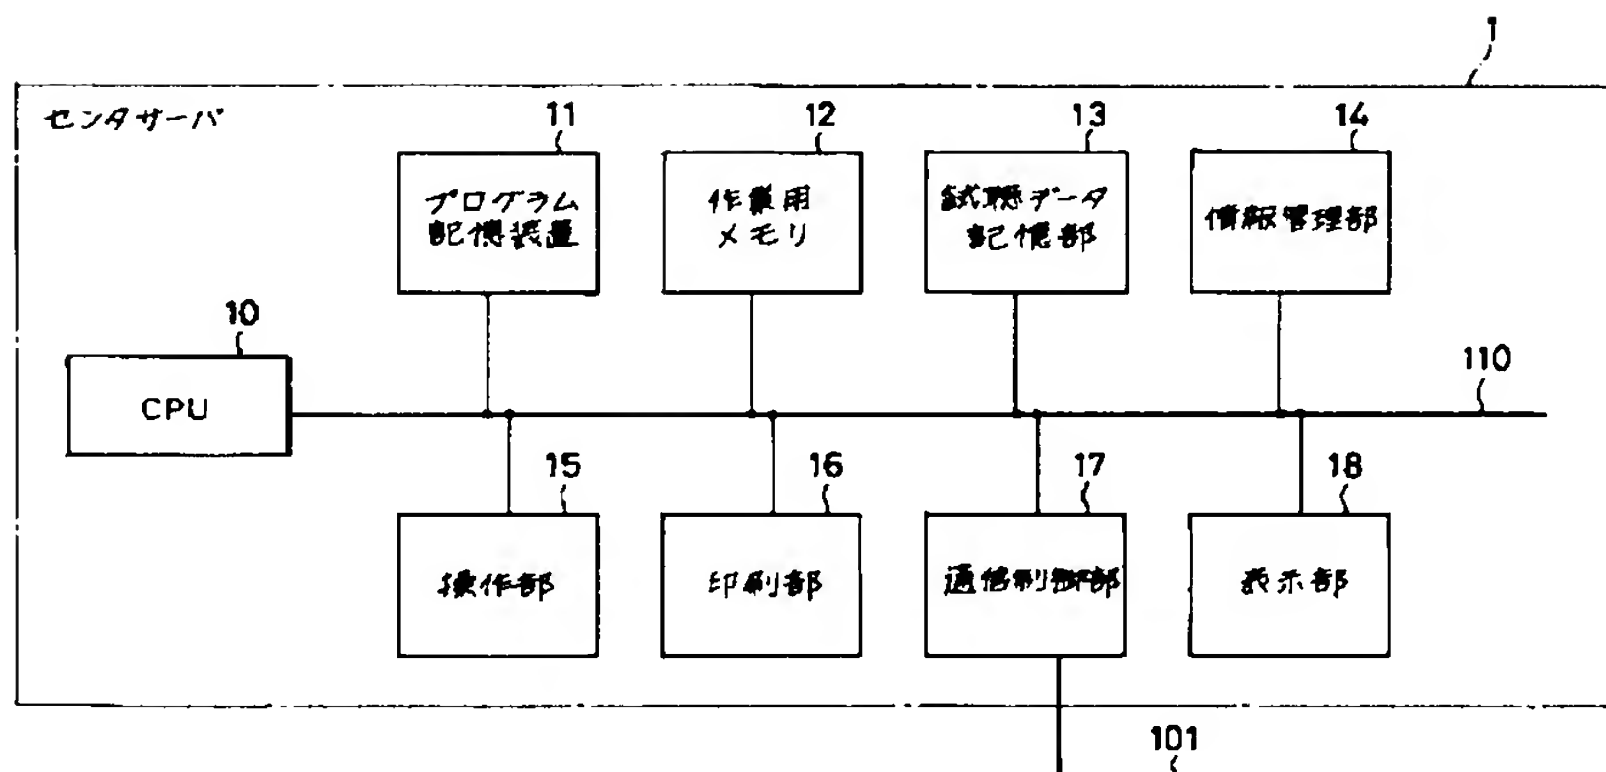 1
センタサーバ
11
12
13
14
プログラム
記憶装置
作業用
メモリ
試聴データ
記憶部
情報管理部
10
CPU
110
15
16
17
18
操作部
印刷部
通信制御部
表示部
101